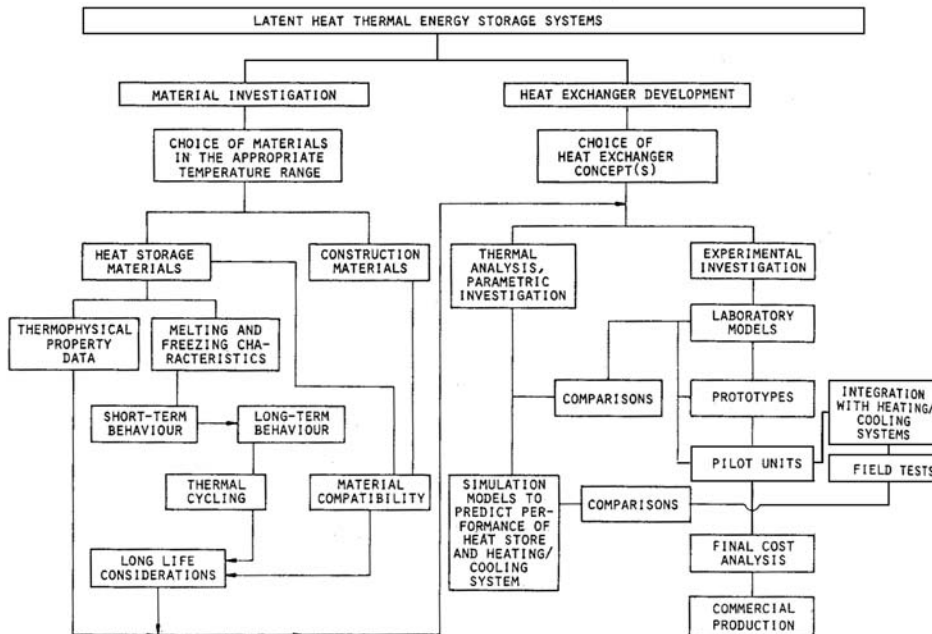 LATENT HEAT THERMAL ENERGY STORAGE SYSTEMS
MATERIAL INVESTIGATION
HEAT EXCHANGER DEVELOPMENT
CHOICE OF MATERIALS
IN THE APPROPRIATE
TEMPERATURE RANGE
CHOICE OF
HEAT EXCHANGER
CONCEPT(S)
HEAT STORAGE
MATERIALS
CONSTRUCTION
MATERIALS
THERMAL
ANALYSIS,
PARAMETRIC
INVESTIGATION
EXPERIMENTAL
INVESTIGATION
THERMOPHYSICAL
PROPERTY
DATA
MELTING AND
FREEZING CHA-
RACTERISTICS
LABORATORY
MODELS
COMPARISONS
PROTOTYPES
INTEGRATION
WITH HEATING/
COOLING
SYSTEMS
SHORT-TERM
BEHAVIOUR
LONG-TERM
BEHAVIOUR
PILOT UNITS
FIELD TESTS
THERMAL
CYCLING
MATERIAL
COMPATIBILITY
SIMULATION
MODELS TO
PREDICT PER-
FORMANCE OF
HEAT STORE
AND HEATING/
COOLING
SYSTEM
COMPARISONS
LONG LIFE
CONSIDERATIONS
FINAL COST
ANALYSIS
COMMERCIAL
PRODUCTION